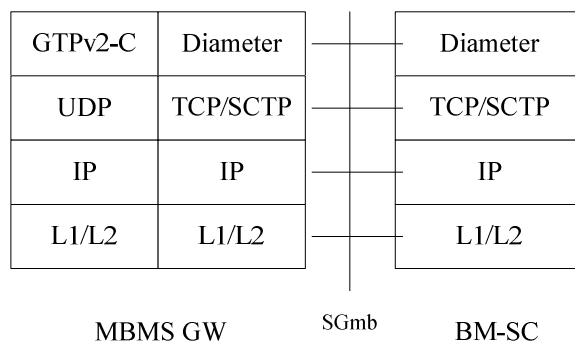 GTPv2-C Diameter Diameter
UDP TCP/SCTP TCP/SCTP
IP IP IP
L1/L2 L1/L2 L1/L2
MBMS GW SGmb BM-SC